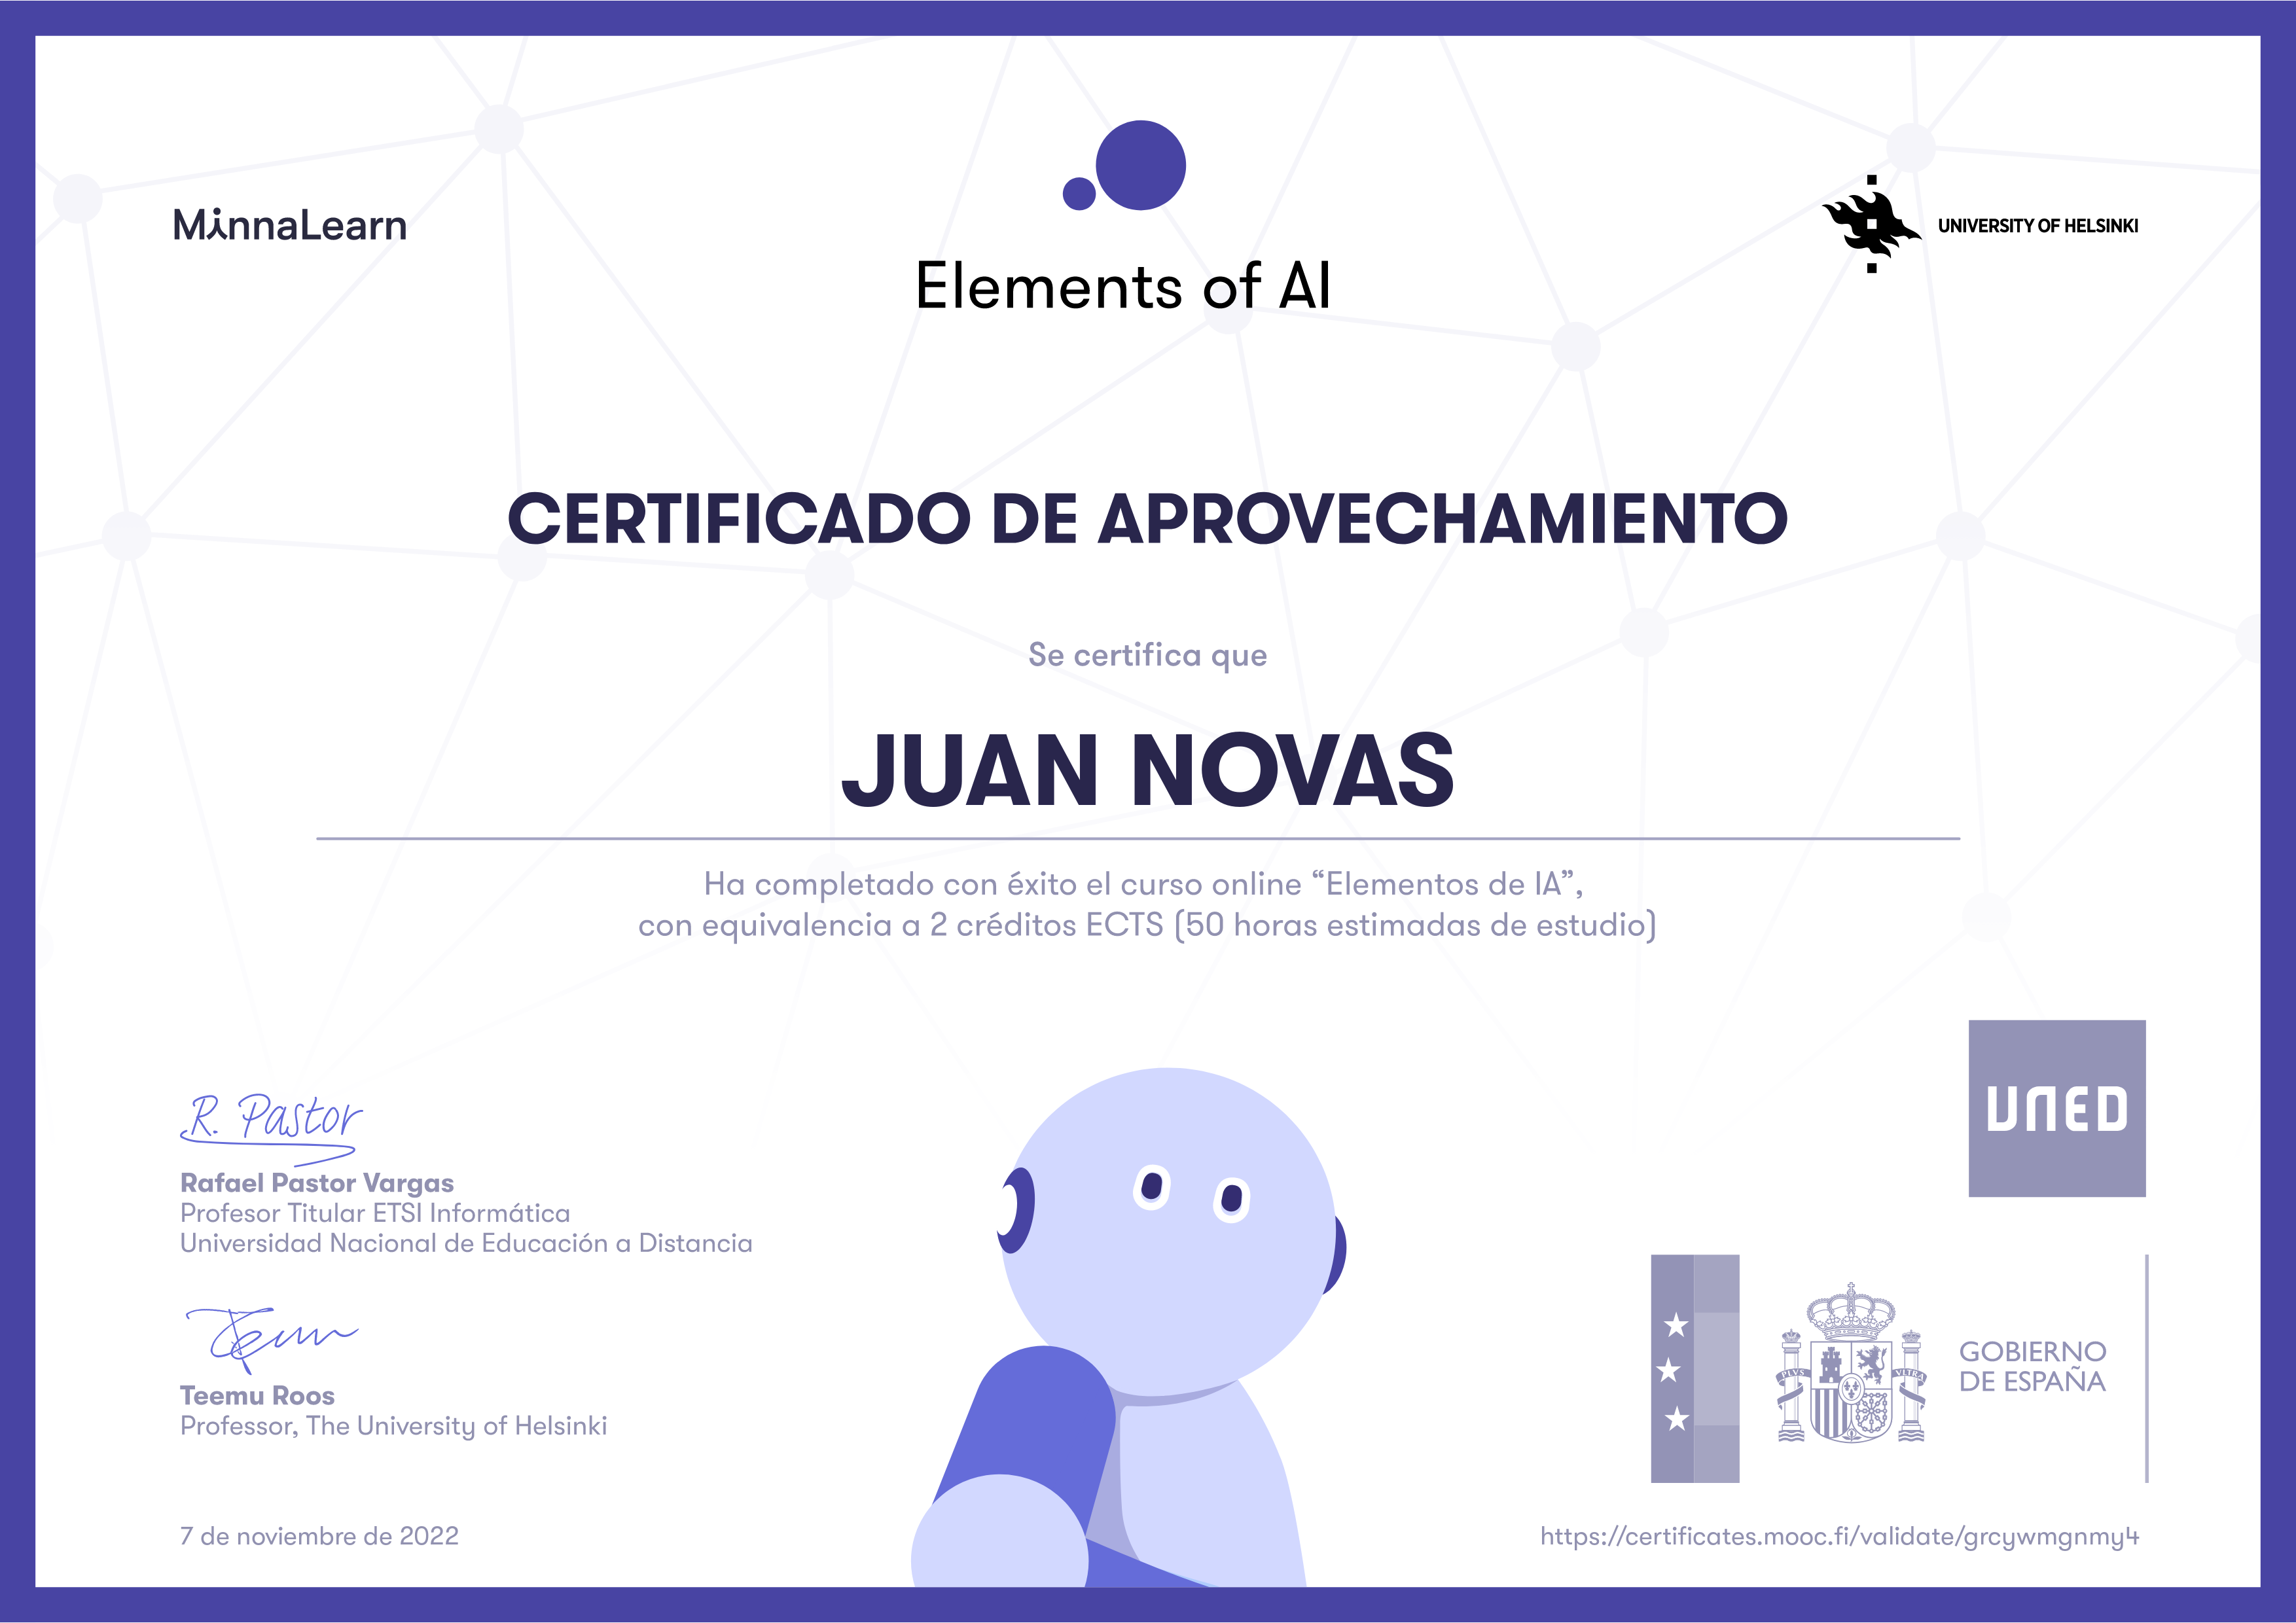 MinnaLearn
Elements of AI
UNIVERSITY OF HELSINKI
CERTIFICADO DE APROVECHAMIENTO
Se certifica que
JUAN NOVAS
Ha completado con éxito el curso online “Elementos de IA”,
con equivalencia a 2 créditos ECTS (50 horas estimadas de estudio)
R. Pastor
Rafael Pastor Vargas
Profesor Titular ETSI Informática
Universidad Nacional de Educación a Distancia
Teemu Roos
Professor, The University of Helsinki
7 de noviembre de 2022
UNED
PLVS VLTRA
GOBIERNO
DE ESPAÑA
https://certificates.mooc.fi/validate/grcywmgnmy4